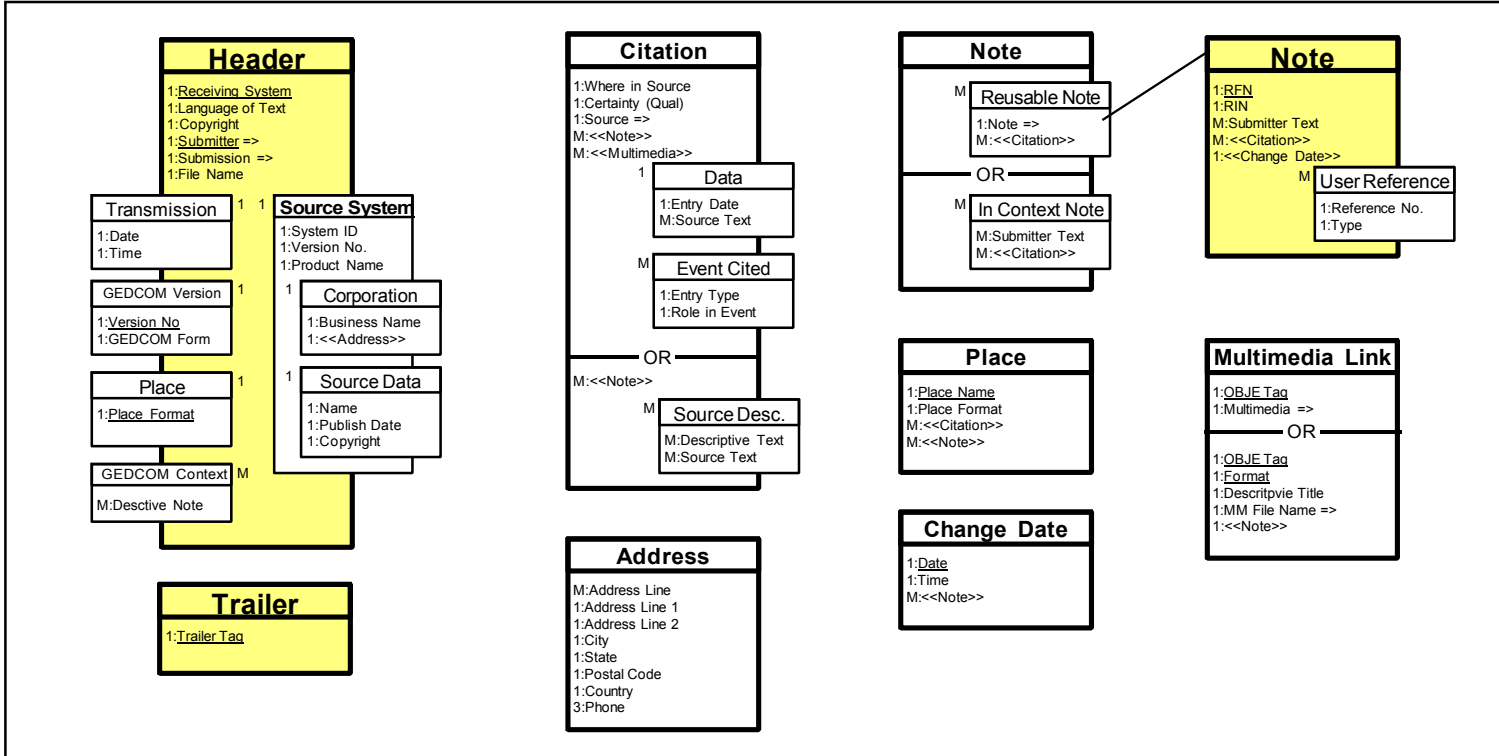 Header
1:Receiving System
1:Language of Text
1:Copyright
1:Submitter =>
1:Submission =>
1:File Name
Transmission
1
1:Date
1:Time
GEDCOM Version
1
1:Version No
1:GEDCOM Form
Place
1
1:Place Format
GEDCOM Context
M
M:Desctive Note
1
Source System
1:System ID
1:Version No.
1:Product Name
1
Corporation
1:Business Name
1:<<Address>>
1
Source Data
1:Name
1:Publish Date
1:Copyright
Trailer
1:Trailer Tag
Citation
1:Where in Source
1:Certainty (Qual)
1:Source =>
M:<<Note>>
M:<<Multimedia>>
1
Data
1:Entry Date
M:Source Text
M
Event Cited
1:Entry Type
1:Role in Event
OR
M:<<Note>>
M
Source Desc.
M:Descriptive Text
M:Source Text
Address
M:Address Line
1:Address Line 1
1:Address Line 2
1:City
1:State
1:Postal Code
1:Country
3:Phone
Note
M
Reusable Note
1:Note =>
M:<<Citation>>
OR
M
In Context Note
M:Submitter Text
M:<<Citation>>
Place
1:Place Name
1:Place Format
M:<<Citation>>
M:<<Note>>
Change Date
1:Date
1:Time
M:<<Note>>
Note
1:RFN
1:RIN
M:Submitter Text
M:<<Citation>>
1:<<Change Date>>
M
User Reference
1:Reference No.
1:Type
Multimedia Link
1:OBJE Tag
1:Multimedia =>
OR
1:OBJE Tag
1:Format
1:Descritpvie Title
1:MM File Name =>
1:<<Note>>